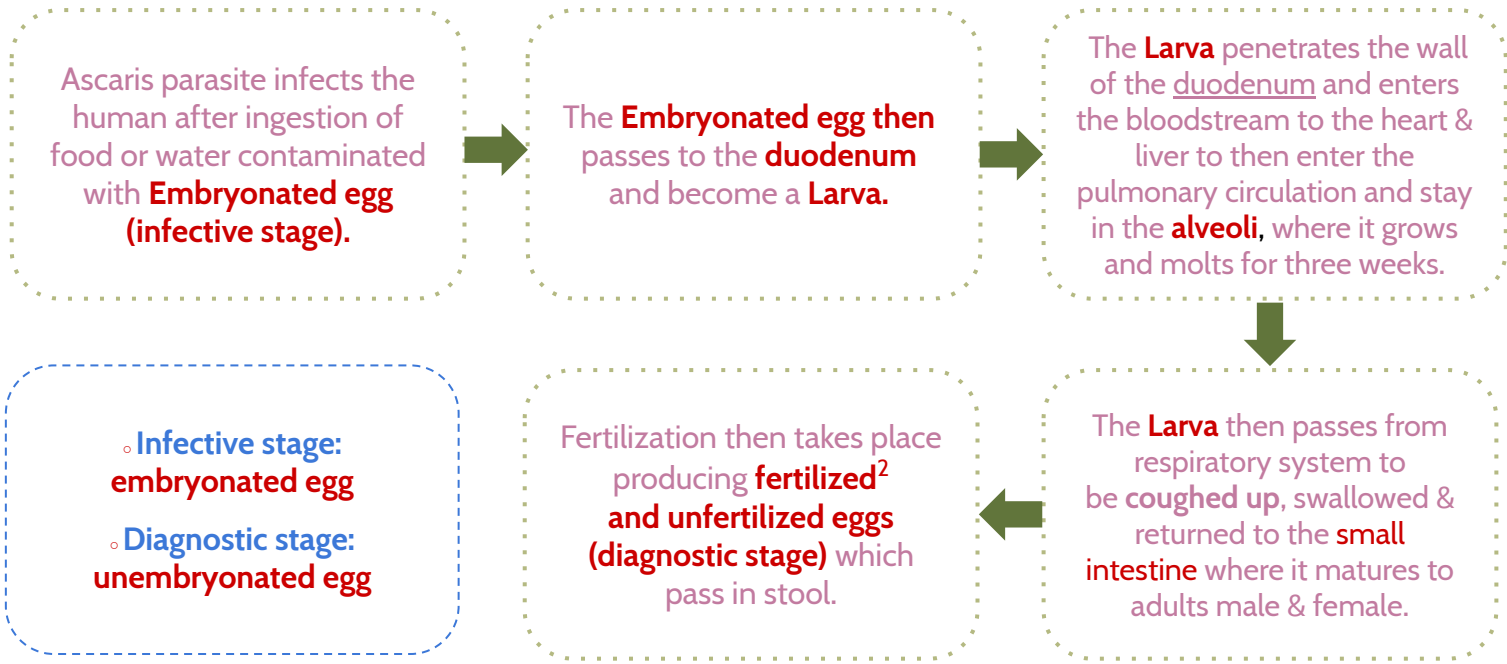 Ascaris parasite infects the
human after ingestion of
food or water contaminated
with Embryonated egg
(infective stage).
The Embryonated egg then
passes to the duodenum
and become a Larva.
The Larva penetrates the wall
of the duodenum and enters
the bloodstream to the heart &
liver to then enter the
pulmonary circulation and stay
in the alveoli, where it grows
and molts for three weeks.
The Larva then passes from
respiratory system to
be coughed up, swallowed &
returned to the small
intestine where it matures to
adults male & female.
Fertilization then takes place
producing fertilized²
and unfertilized eggs
(diagnostic stage) which
pass in stool.
○ Infective stage:
embryonated egg
○ Diagnostic stage:
unembryonated egg